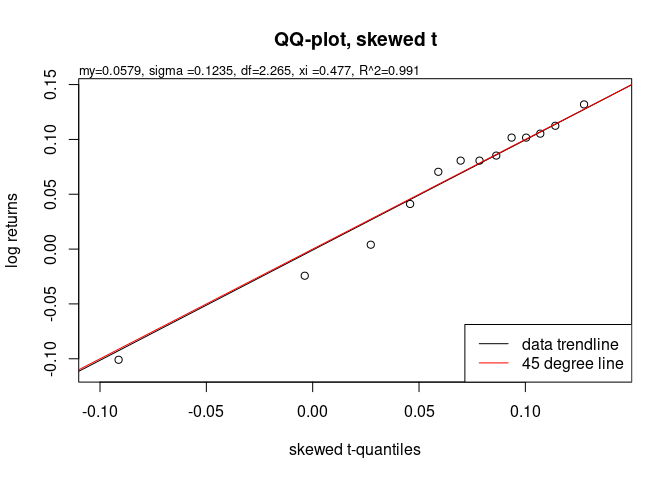 QQ-plot, skewed t
my=0.0579, sigma =0.1235, df=2.265, xi =0.477, R^2=0.991
0.15
0.10
0.05
0.00
-0.05
-0.10
log returns
data trendline
45 degree line
-0.10 -0.05 0.00 0.05 0.10
skewed t-quantiles